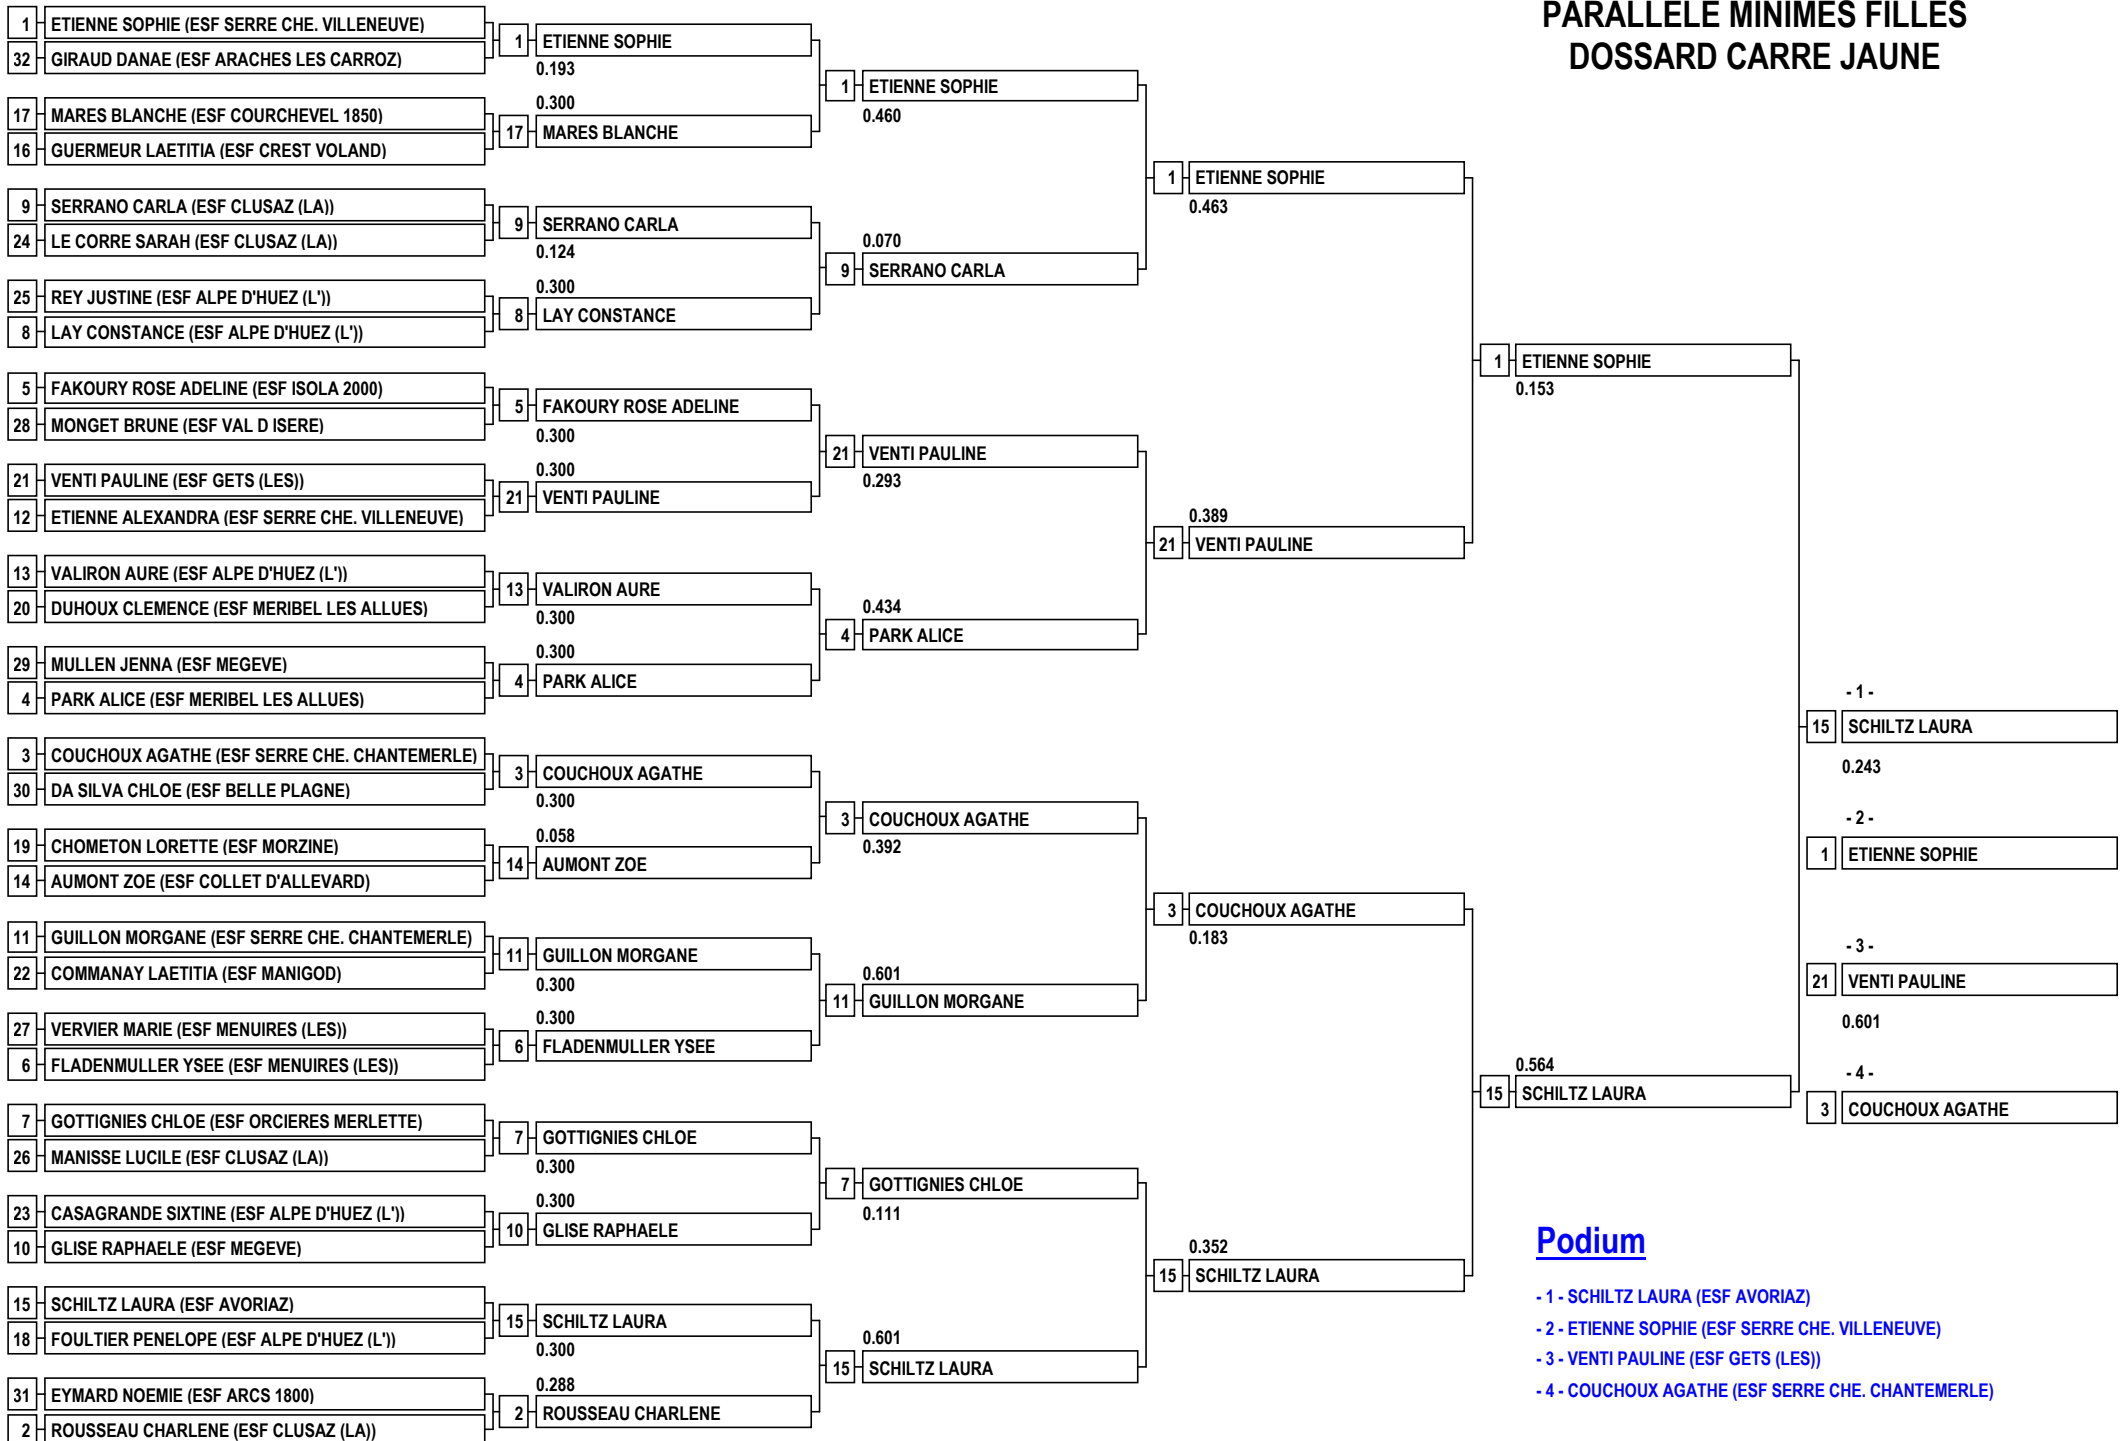 PARALLELE MINIMES FILLES
DOSSARD CARRE JAUNE
1 ETIENNE SOPHIE (ESF SERRE CHE. VILLENEUVE)
32 GIRAUD DANAE (ESF ARACHES LES CARROZ)
17 MARES BLANCHE (ESF COURCHEVEL 1850)
16 GUERMEUR LAETITIA (ESF CREST VOLAND)
9 SERRANO CARLA (ESF CLUSAZ (LA))
24 LE CORRE SARAH (ESF CLUSAZ (LA))
25 REY JUSTINE (ESF ALPE D'HUEZ (L'))
8 LAY CONSTANCE (ESF ALPE D'HUEZ (L'))
5 FAKOURY ROSE ADELINE (ESF ISOLA 2000)
28 MONGET BRUNE (ESF VAL D ISERE)
21 VENTI PAULINE (ESF GETS (LES))
12 ETIENNE ALEXANDRA (ESF SERRE CHE. VILLENEUVE)
13 VALIRON AURE (ESF ALPE D'HUEZ (L'))
20 DUHOUX CLEMENCE (ESF MERIBEL LES ALLUES)
29 MULLEN JENNA (ESF MEGEVE)
4 PARK ALICE (ESF MERIBEL LES ALLUES)
3 COUCHOUX AGATHE (ESF SERRE CHE. CHANTEMERLE)
30 DA SILVA CHLOE (ESF BELLE PLAGNE)
19 CHOMETON LORETTE (ESF MORZINE)
14 AUMONT ZOE (ESF COLLET D'ALLEVARD)
11 GUILLON MORGANE (ESF SERRE CHE. CHANTEMERLE)
22 COMMANAY LAETITIA (ESF MANIGOD)
27 VERVIER MARIE (ESF MENUIRES (LES))
6 FLADENMULLER YSEE (ESF MENUIRES (LES))
7 GOTTIGNIES CHLOE (ESF ORCIERES MERLETTE)
26 MANISSE LUCILE (ESF CLUSAZ (LA))
23 CASAGRANDE SIXTINE (ESF ALPE D'HUEZ (L'))
10 GLISE RAPHAELE (ESF MEGEVE)
15 SCHILTZ LAURA (ESF AVORIAZ)
18 FOULTIER PENELOPE (ESF ALPE D'HUEZ (L'))
31 EYMARD NOEMIE (ESF ARCS 1800)
2 ROUSSEAU CHARLENE (ESF CLUSAZ (LA))
1 ETIENNE SOPHIE
0.193
0.300
17 MARES BLANCHE
9 SERRANO CARLA
0.124
0.300
8 LAY CONSTANCE
5 FAKOURY ROSE ADELINE
0.300
0.300
21 VENTI PAULINE
13 VALIRON AURE
0.300
0.300
4 PARK ALICE
3 COUCHOUX AGATHE
0.300
0.058
14 AUMONT ZOE
11 GUILLON MORGANE
0.300
0.300
6 FLADENMULLER YSEE
7 GOTTIGNIES CHLOE
0.300
0.300
10 GLISE RAPHAELE
15 SCHILTZ LAURA
0.300
0.288
2 ROUSSEAU CHARLENE
1 ETIENNE SOPHIE
0.460
0.070
9 SERRANO CARLA
21 VENTI PAULINE
0.293
0.434
4 PARK ALICE
3 COUCHOUX AGATHE
0.392
0.601
11 GUILLON MORGANE
7 GOTTIGNIES CHLOE
0.111
0.601
15 SCHILTZ LAURA
1 ETIENNE SOPHIE
0.463
0.389
21 VENTI PAULINE
3 COUCHOUX AGATHE
0.183
0.352
15 SCHILTZ LAURA
1 ETIENNE SOPHIE
0.153
0.564
15 SCHILTZ LAURA
- 1 -
15 SCHILTZ LAURA
0.243
- 2 -
1 ETIENNE SOPHIE
- 3 -
21 VENTI PAULINE
0.601
- 4 -
3 COUCHOUX AGATHE
Podium
- 1 - SCHILTZ LAURA (ESF AVORIAZ)
- 2 - ETIENNE SOPHIE (ESF SERRE CHE. VILLENEUVE)
- 3 - VENTI PAULINE (ESF GETS (LES))
- 4 - COUCHOUX AGATHE (ESF SERRE CHE. CHANTEMERLE)